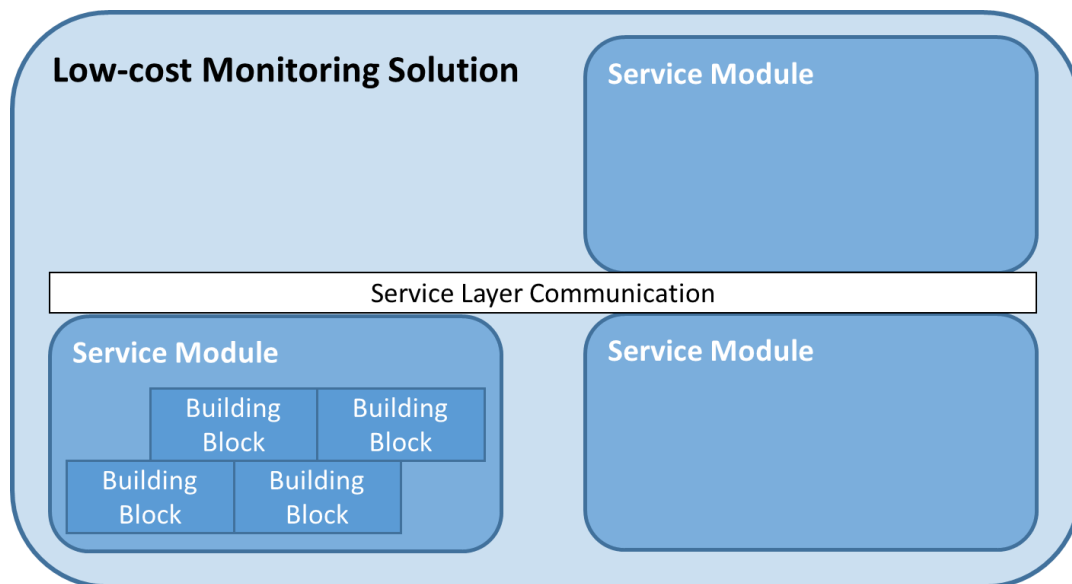 Low-cost Monitoring Solution
Service Module
Service Layer Communication
Service Module
Building
Block
Building
Block
Building
Block
Building
Block
Service Module